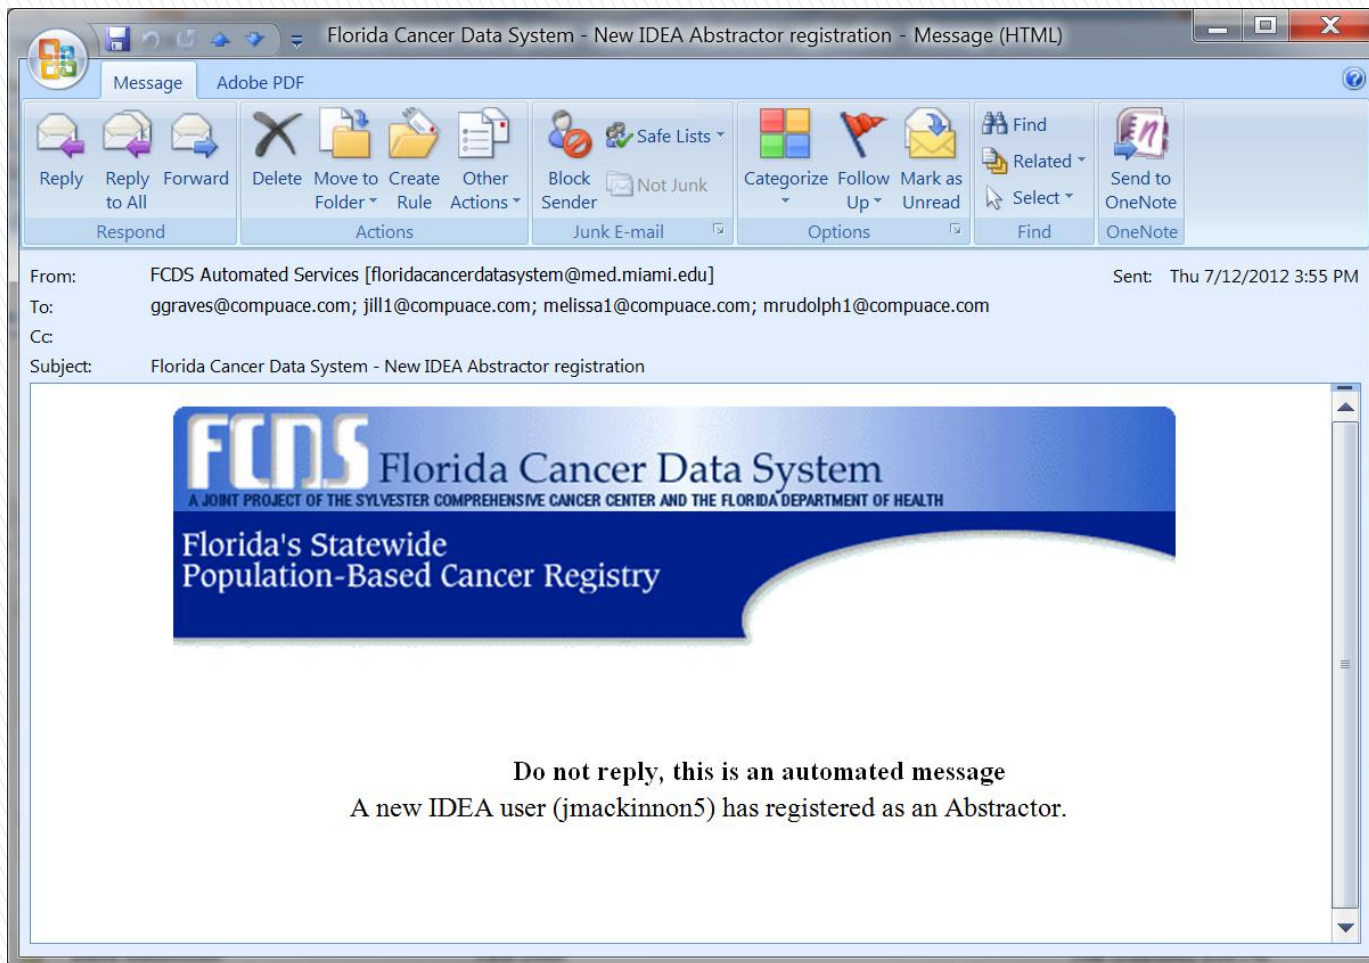 Florida Cancer Data System - New IDEA Abstractor registration - Message (HTML)
X
Message Adobe PDF
Reply
Reply to All
Forward
Respond
Delete
Move to Folder
Create Rule
Other Actions
Actions
Block Sender
Safe Lists
Not Junk
Junk E-mail
Categorize
Follow Up
Mark as Unread
Options
Find
Related
Select
Find
Send to OneNote
OneNote
From: FCDS Automated Services [floridacancerdatasystem@med.miami.edu] Sent: Thu 7/12/2012 3:55 PM
To: ggraves@compuace.com; jill1@compuace.com; melissa1@compuace.com; mrudolph1@compuace.com
Cc:
Subject: Florida Cancer Data System - New IDEA Abstractor registration
FCDS Florida Cancer Data System
A JOINT PROJECT OF THE SYLVESTER COMPREHENSIVE CANCER CENTER AND THE FLORIDA DEPARTMENT OF HEALTH
Florida's Statewide
Population-Based Cancer Registry
Do not reply, this is an automated message
A new IDEA user (jmackinnon5) has registered as an Abstractor.